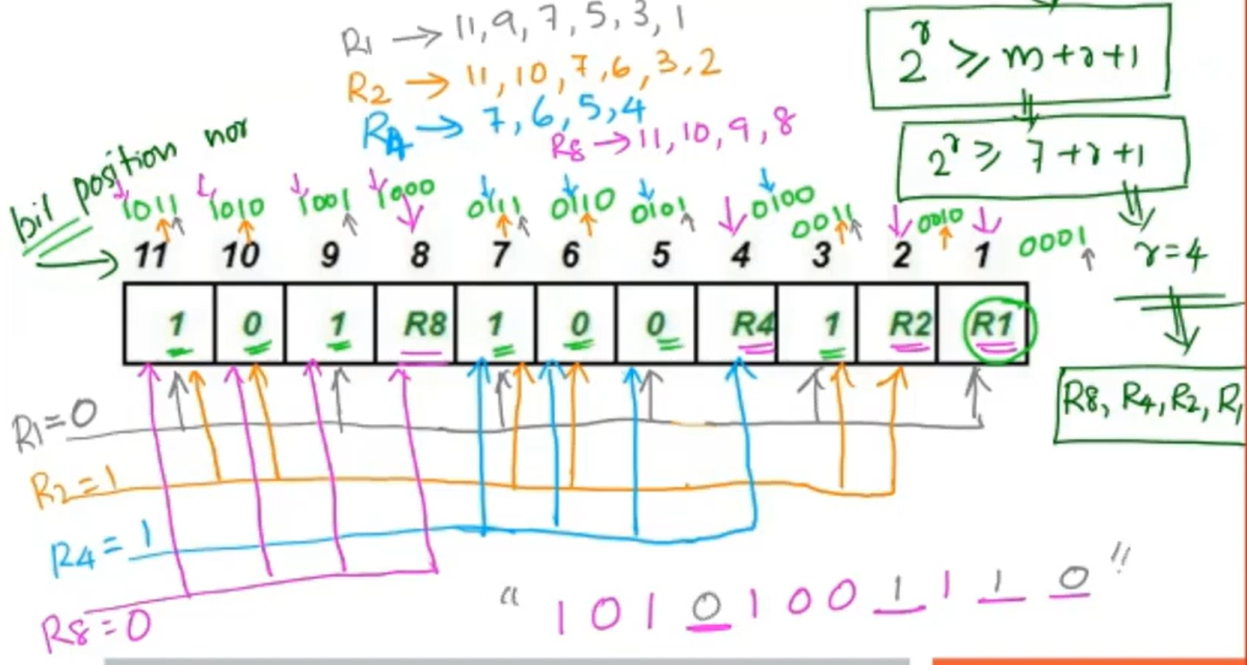 R1 → 11, 9, 7, 5, 3, 1
R2 → 11, 10, 7, 6, 3, 2
R4 → 7, 6, 5, 4
R8 → 11, 10, 9, 8
2^r ≥ m+r+1
2^r ≥ 7+r+1
r=4
R8, R4, R2, R1
bit position nor
1011 1010 1001 1000 0111 0110 0101 0100 0011 0010 0001
11 10 9 8 7 6 5 4 3 2 1
1 0 1 R8 1 0 0 R4 1 R2 R1
R1=0
R2=1
R4=1
R8=0
“ 1 0 1 0 1 0 0 1 1 1 0 ”